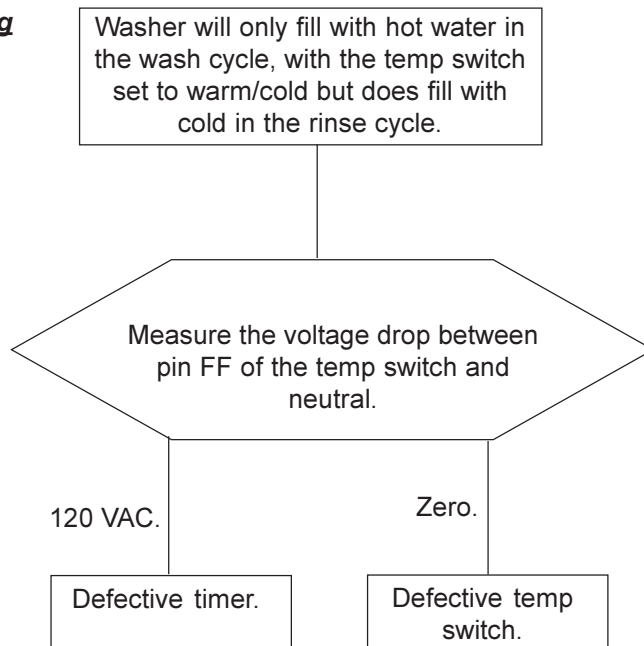 g
Washer will only fill with hot water in
the wash cycle, with the temp switch
set to warm/cold but does fill with
cold in the rinse cycle.
Measure the voltage drop between
pin FF of the temp switch and
neutral.
120 VAC.
Zero.
Defective timer.
Defective temp
switch.